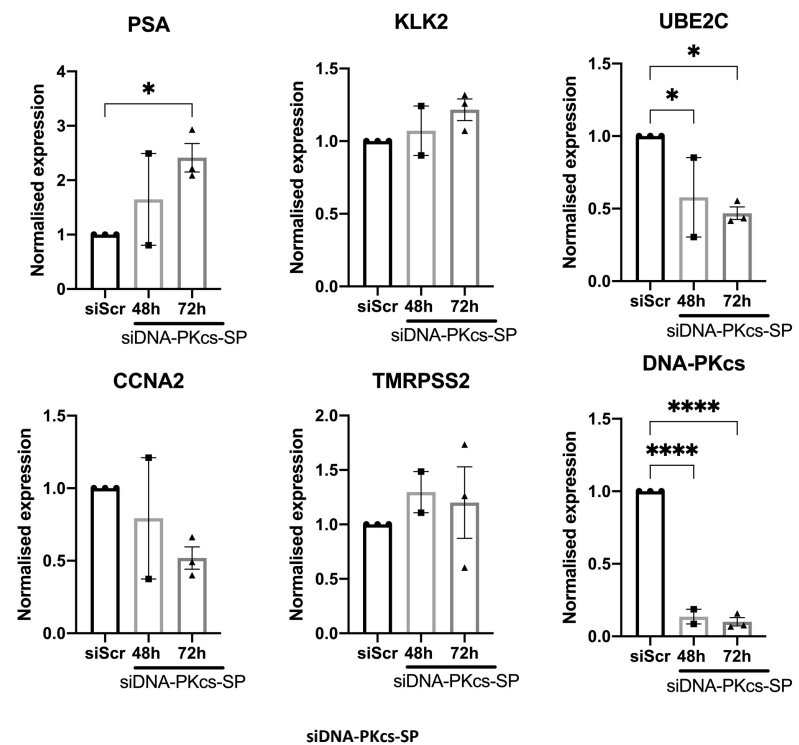 PSA
Normalised expression
4
3
2
1
0
*
siScr 48h 72h
siDNA-PKcs-SP
KLK2
Normalised expression
1.5
1.0
0.5
0.0
siScr 48h 72h
siDNA-PKcs-SP
UBE2C
Normalised expression
1.5
1.0
0.5
0.0
*
*
siScr 48h 72h
siDNA-PKcs-SP
CCNA2
Normalised expression
1.5
1.0
0.5
0.0
siScr 48h 72h
siDNA-PKcs-SP
TMRPSS2
Normalised expression
2.0
1.5
1.0
0.5
0.0
siScr 48h 72h
siDNA-PKcs-SP
DNA-PKcs
Normalised expression
1.5
1.0
0.5
0.0
****
****
siScr 48h 72h
siDNA-PKcs-SP
siDNA-PKcs-SP